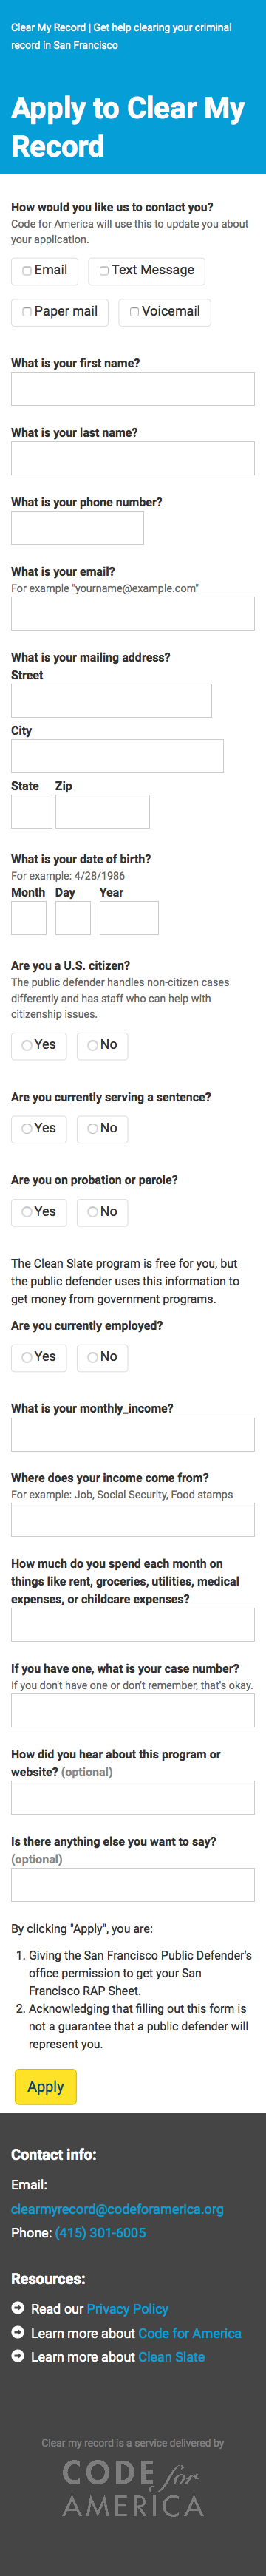 Clear My Record | Get help clearing your criminal
record in San Francisco
Apply to Clear My
Record
How would you like us to contact you?
Code for America will use this to update you about
your application.
Email
Text Message
Paper mail
Voicemail
What is your first name?
What is your last name?
What is your phone number?
What is your email?
For example "yourname@example.com"
What is your mailing address?
Street
City
State Zip
What is your date of birth?
For example: 4/28/1986
Month Day Year
Are you a U.S. citizen?
The public defender handles non-citizen cases
differently and has staff who can help with
citizenship issues.
Yes No
Are you currently serving a sentence?
Yes No
Are you on probation or parole?
Yes No
The Clean Slate program is free for you, but
the public defender uses this information to
get money from government programs.
Are you currently employed?
Yes No
What is your monthly_income?
Where does your income come from?
For example: Job, Social Security, Food stamps
How much do you spend each month on
things like rent, groceries, utilities, medical
expenses, or childcare expenses?
If you have one, what is your case number?
If you don't have one or don't remember, that's okay.
How did you hear about this program or
website? (optional)
Is there anything else you want to say?
(optional)
By clicking "Apply", you are:
1. Giving the San Francisco Public Defender's
office permission to get your San
Francisco RAP Sheet.
2. Acknowledging that filling out this form is
not a guarantee that a public defender will
represent you.
Apply
Contact info:
Email:
clearmyrecord@codeforamerica.org
Phone: (415) 301-6005
Resources:
Read our Privacy Policy
Learn more about Code for America
Learn more about Clean Slate
Clear my record is a service delivered by
CODE for
AMERICA